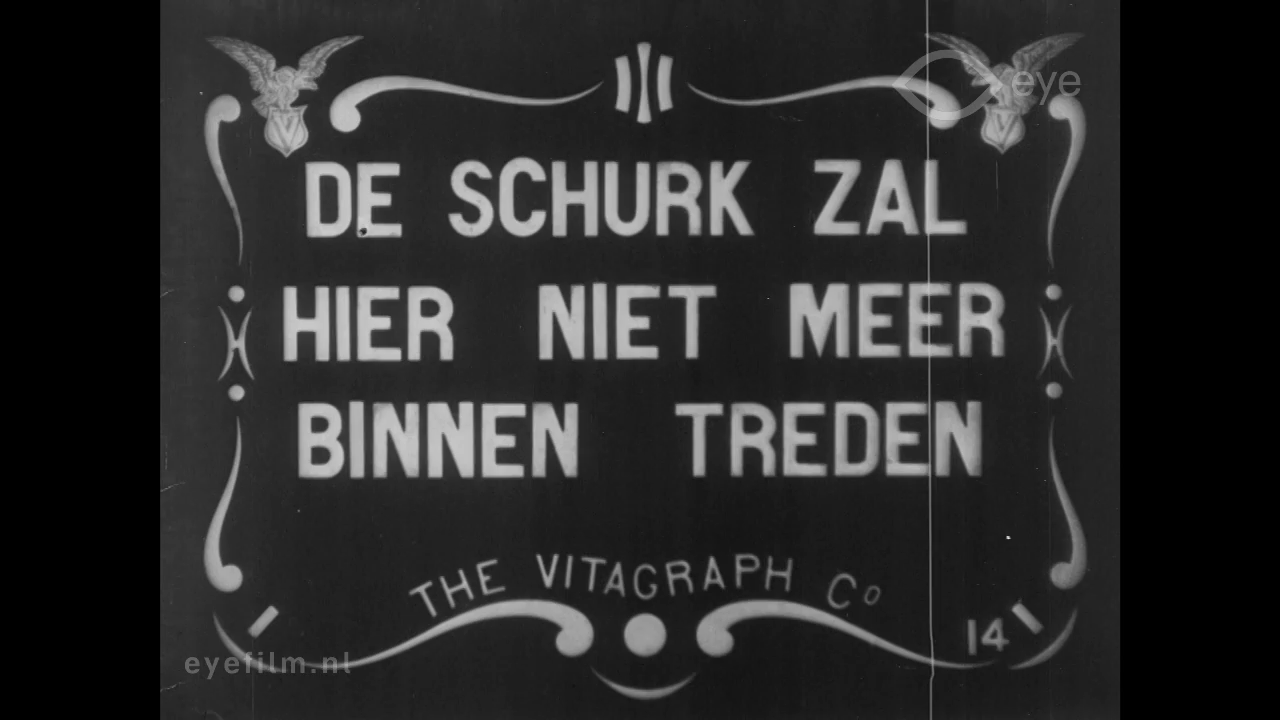 eye
DE SCHURK ZAL
HIER NIET MEER
BINNEN TREDEN
THE VITAGRAPH Co
14
eyefilm.nl